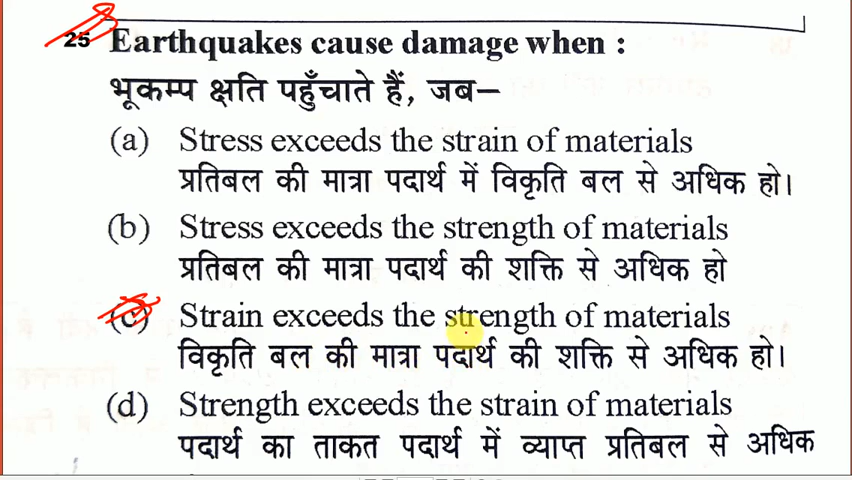 25 Earthquakes cause damage when :
भूकम्प क्षति पहुँचाते हैं, जब–
(a) Stress exceeds the strain of materials
प्रतिबल की मात्रा पदार्थ में विकृति बल से अधिक हो।
(b) Stress exceeds the strength of materials
प्रतिबल की मात्रा पदार्थ की शक्ति से अधिक हो
(c) Strain exceeds the strength of materials
विकृति बल की मात्रा पदार्थ की शक्ति से अधिक हो।
(d) Strength exceeds the strain of materials
पदार्थ का ताकत पदार्थ में व्याप्त प्रतिबल से अधिक